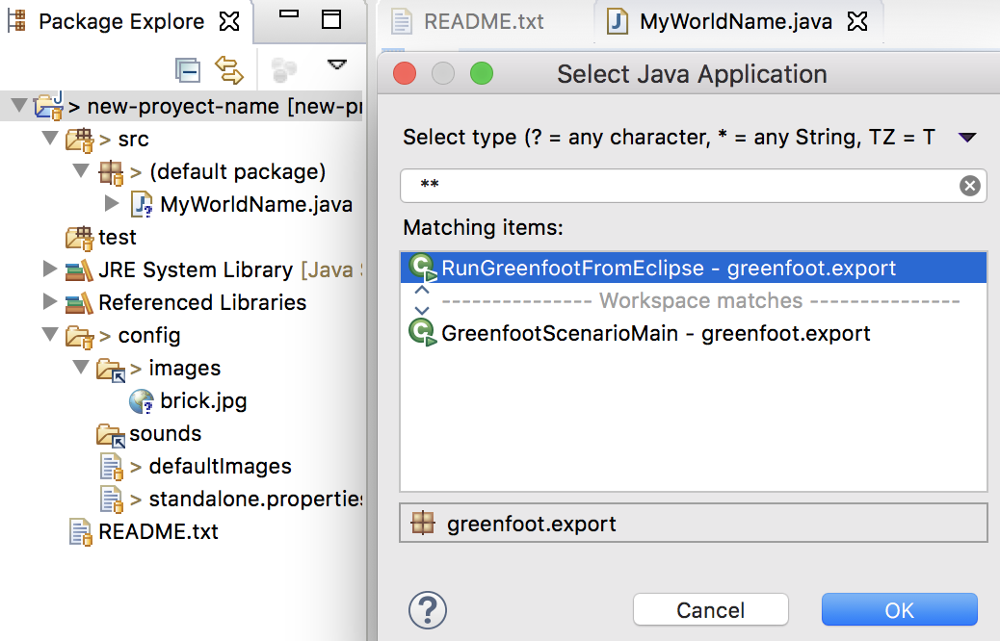 Package Explore
README.txt
MyWorldName.java
> new-proyect-name [new-pr
> src
> (default package)
MyWorldName.java
test
JRE System Library [Java S
Referenced Libraries
> config
> images
brick.jpg
sounds
> defaultImages
> standalone.properties
README.txt
Select Java Application
Select type (? = any character, * = any String, TZ = T
**
Matching items:
RunGreenfootFromEclipse - greenfoot.export
--------------- Workspace matches ---------------
GreenfootScenarioMain - greenfoot.export
greenfoot.export
?
Cancel
OK